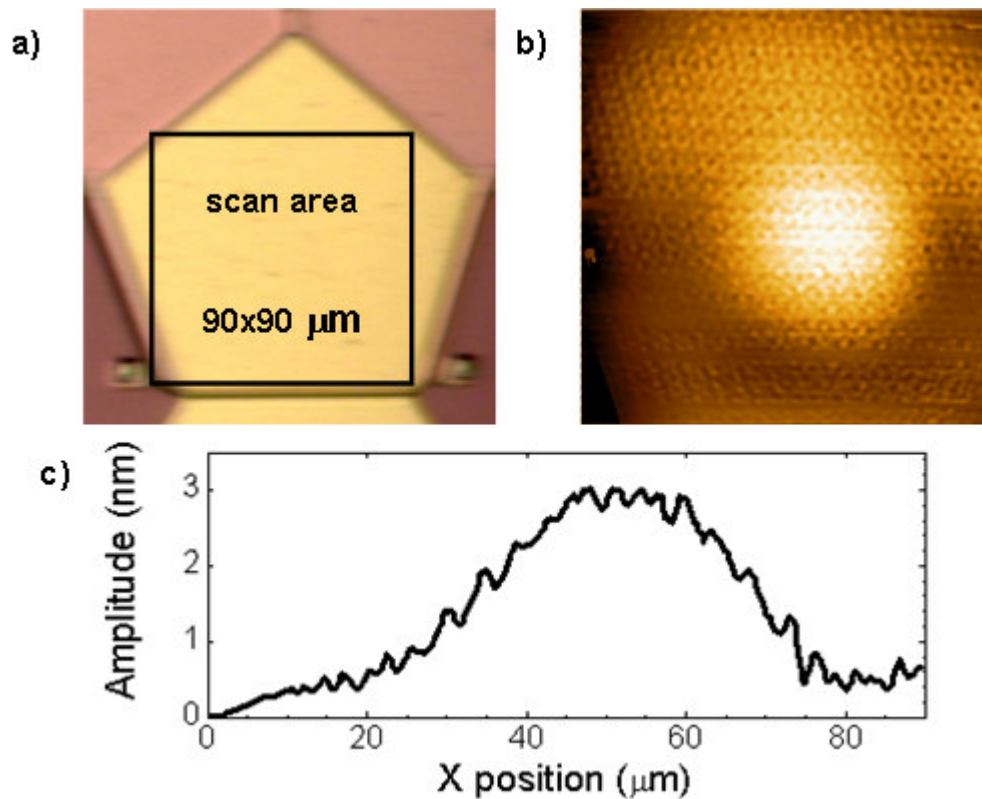 a)
scan area
90x90 μm
b)
c)
Amplitude (nm)
3
2
1
0
0
20
40
60
80
X position (μm)